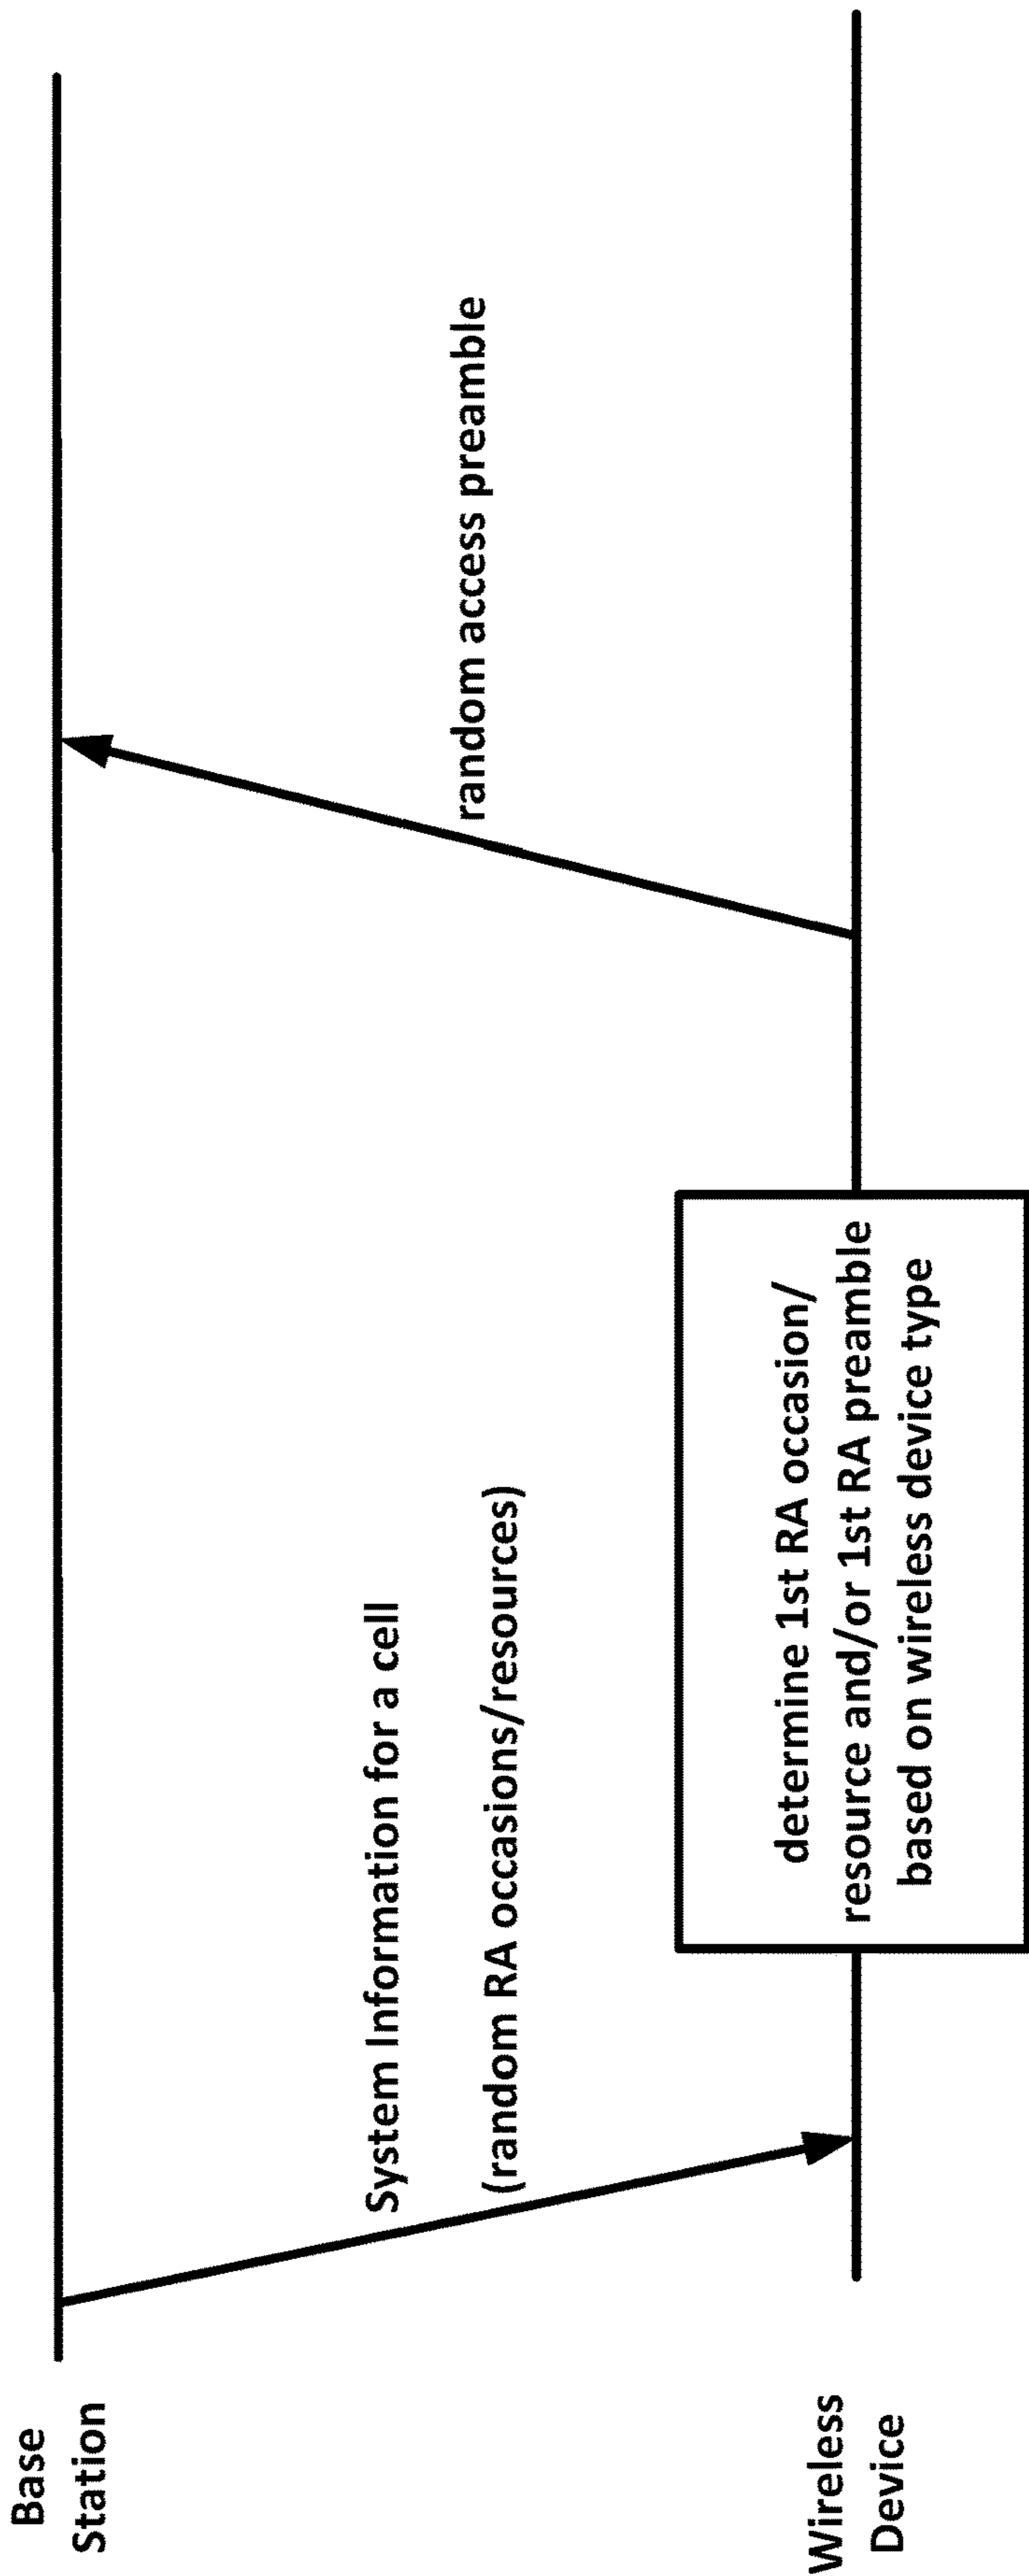 Base
Station
System Information for a cell
(random RA occasions/resources)
random access preamble
determine 1st RA occasion/
resource and/or 1st RA preamble
based on wireless device type
Wireless
Device